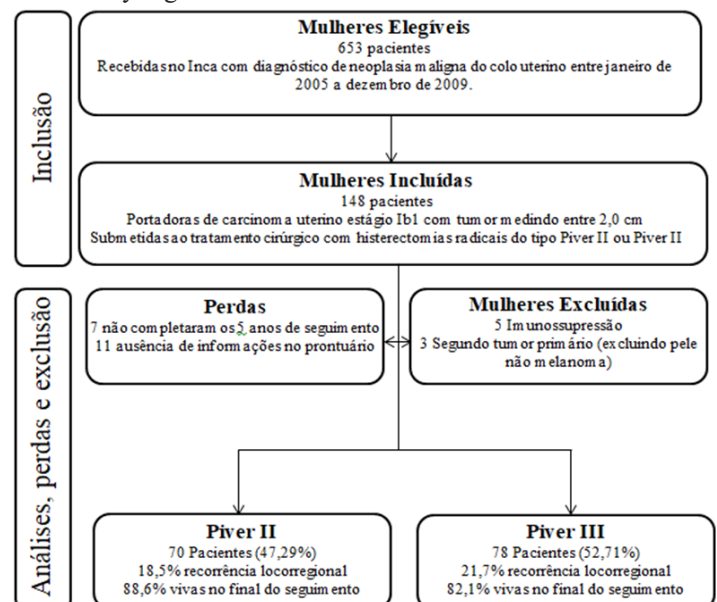 Inclusão
Mulheres Elegíveis
653 pacientes
Recebidas no Inca com diagnóstico de neoplasia maligna do colo uterino entre janeiro de
2005 a dezembro de 2009.
Mulheres Incluídas
148 pacientes
Portadoras de carcinoma uterino estágio Ib1 com tumor medindo entre 2,0 cm
Submetidas ao tratamento cirúrgico com histerectomias radicais do tipo Piver II ou Piver II
Análises, perdas e exclusão
Perdas
7 não completaram os 5 anos de seguimento
11 ausência de informações no prontuário
Mulheres Excluídas
5 Imunossupressão
3 Segundo tumor primário (excluindo pele
não melanoma)
Piver II
70 Pacientes (47,29%)
18,5% recorrência locorregional
88,6% vivas no final do seguimento
Piver III
78 Pacientes (52,71%)
21,7% recorrência locorregional
82,1% vivas no final do seguimento